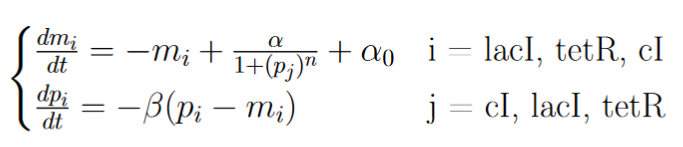 dm_i/dt = −m_i + α/(1+(p_j)^n) + α_0 i = lacI, tetR, cI
dp_i/dt = −β(p_i − m_i) j = cI, lacI, tetR